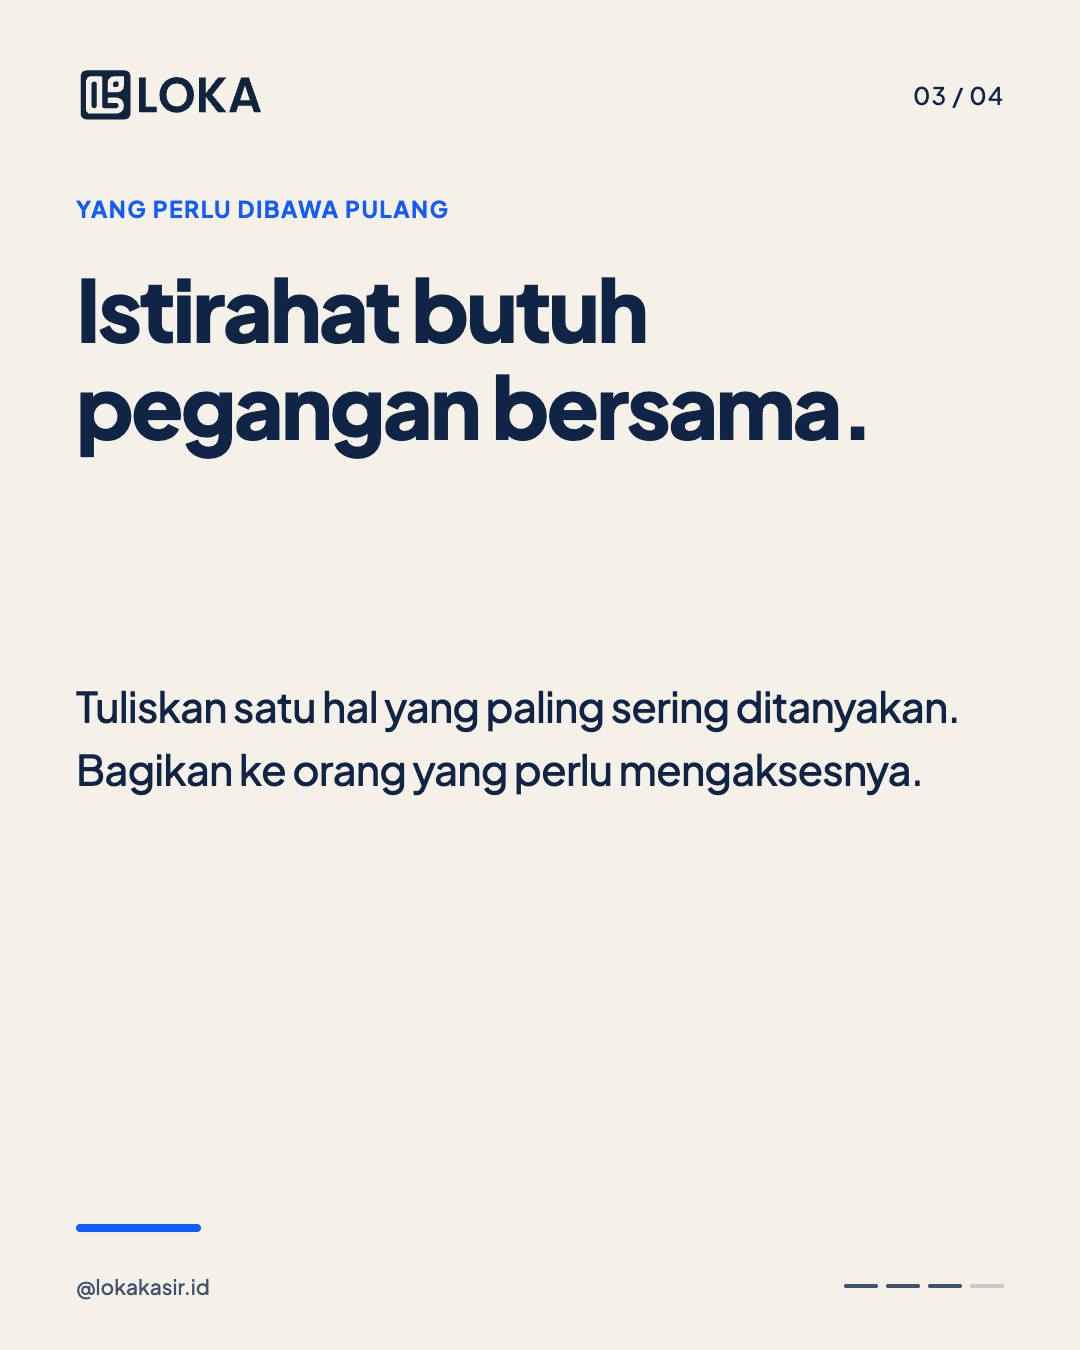 LOKA
03 / 04
YANG PERLU DIBAWA PULANG
Istirahat butuh
pegangan bersama.
Tuliskan satu hal yang paling sering ditanyakan.
Bagikan ke orang yang perlu mengaksesnya.
@lokakasir.id